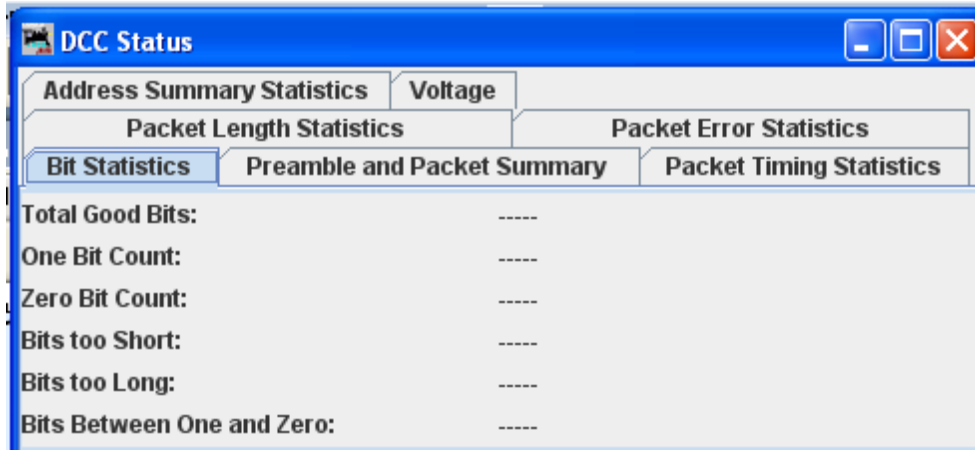 DCC Status
Address Summary Statistics Voltage
Packet Length Statistics Packet Error Statistics
Bit Statistics Preamble and Packet Summary Packet Timing Statistics
Total Good Bits: -----
One Bit Count: -----
Zero Bit Count: -----
Bits too Short: -----
Bits too Long: -----
Bits Between One and Zero: -----